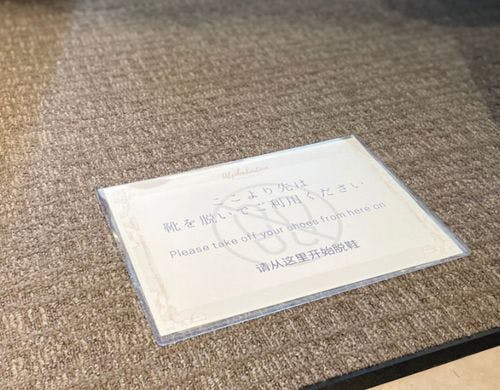 ここより先は
靴を脱いでご利用ください
Please take off your shoes from here on
请从这里开始脱鞋